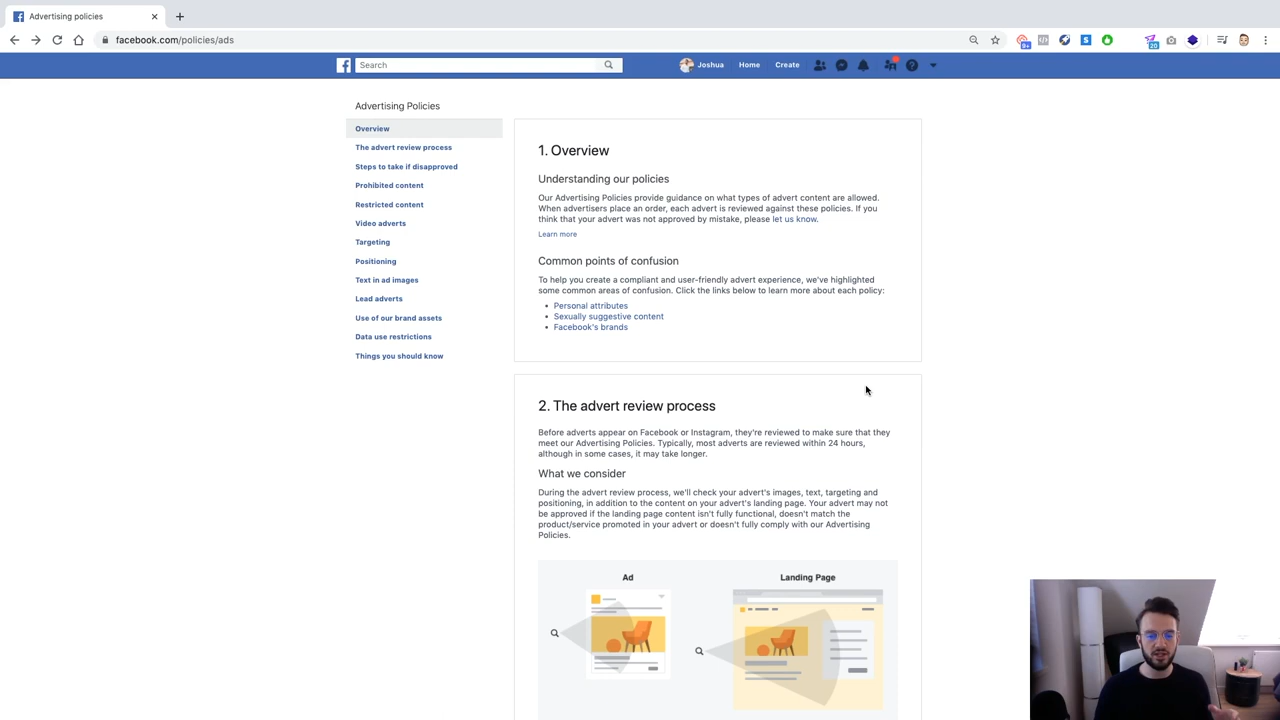 Advertising policies
facebook.com/policies/ads
9+
20
Search
Joshua
Home
Create
Advertising Policies
Overview
The advert review process
Steps to take if disapproved
Prohibited content
Restricted content
Video adverts
Targeting
Positioning
Text in ad images
Lead adverts
Use of our brand assets
Data use restrictions
Things you should know
1. Overview
Understanding our policies
Our Advertising Policies provide guidance on what types of advert content are allowed.
When advertisers place an order, each advert is reviewed against these policies. If you
think that your advert was not approved by mistake, please let us know.
Learn more
Common points of confusion
To help you create a compliant and user-friendly advert experience, we've highlighted
some common areas of confusion. Click the links below to learn more about each policy:
• Personal attributes
• Sexually suggestive content
• Facebook's brands
2. The advert review process
Before adverts appear on Facebook or Instagram, they're reviewed to make sure that they
meet our Advertising Policies. Typically, most adverts are reviewed within 24 hours,
although in some cases, it may take longer.
What we consider
During the advert review process, we'll check your advert's images, text, targeting and
positioning, in addition to the content on your advert's landing page. Your advert may not
be approved if the landing page content isn't fully functional, doesn't match the
product/service promoted in your advert or doesn't fully comply with our Advertising
Policies.
Ad
Landing Page